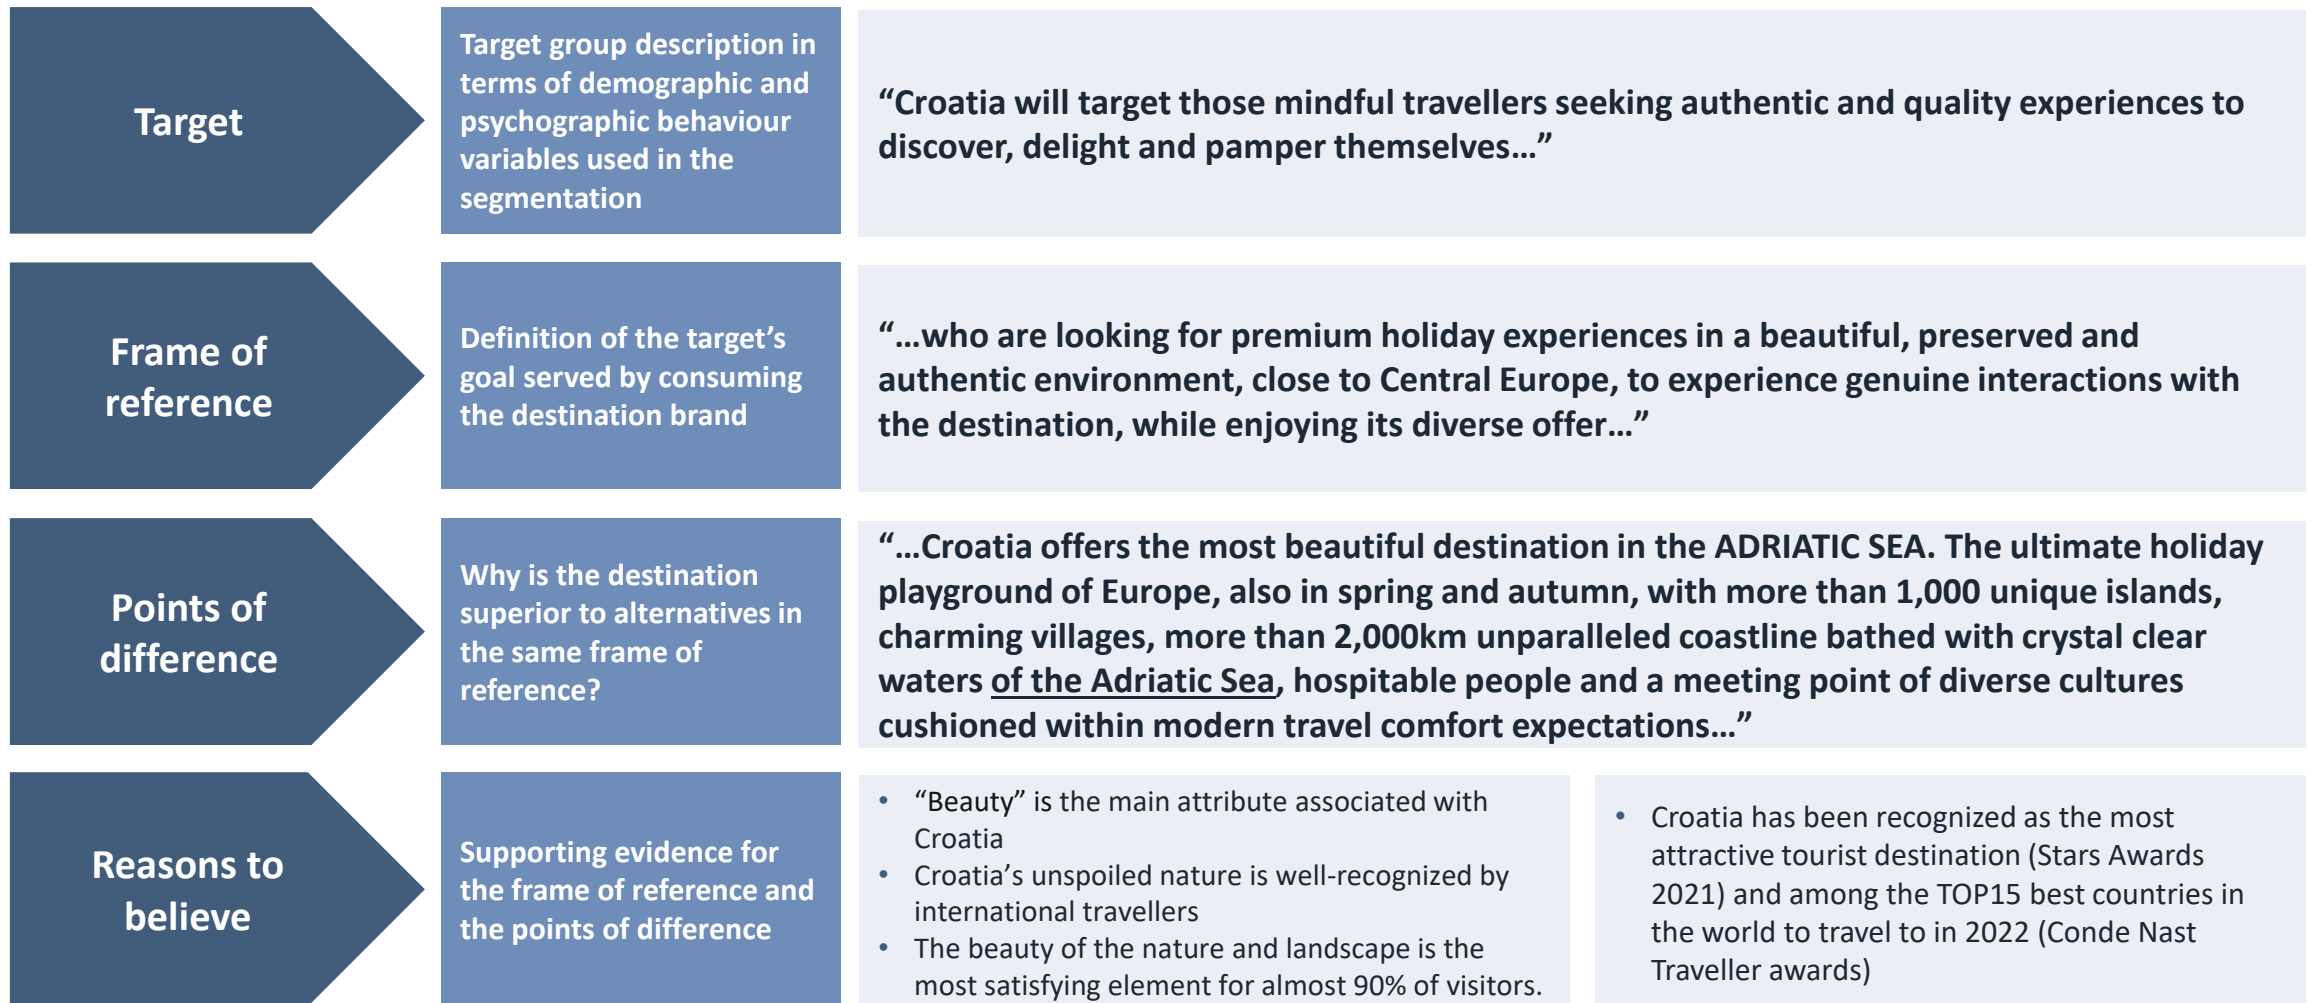 Target
Target group description in
terms of demographic and
psychographic behaviour
variables used in the
segmentation
“Croatia will target those mindful travellers seeking authentic and quality experiences to
discover, delight and pamper themselves…”
Frame of
reference
Definition of the target’s
goal served by consuming
the destination brand
“…who are looking for premium holiday experiences in a beautiful, preserved and
authentic environment, close to Central Europe, to experience genuine interactions with
the destination, while enjoying its diverse offer…”
Points of
difference
Why is the destination
superior to alternatives in
the same frame of
reference?
“…Croatia offers the most beautiful destination in the ADRIATIC SEA. The ultimate holiday
playground of Europe, also in spring and autumn, with more than 1,000 unique islands,
charming villages, more than 2,000km unparalleled coastline bathed with crystal clear
waters of the Adriatic Sea, hospitable people and a meeting point of diverse cultures
cushioned within modern travel comfort expectations…”
Reasons to
believe
Supporting evidence for
the frame of reference and
the points of difference
• “Beauty” is the main attribute associated with
Croatia
• Croatia’s unspoiled nature is well-recognized by
international travellers
• The beauty of the nature and landscape is the
most satisfying element for almost 90% of visitors.
• Croatia has been recognized as the most
attractive tourist destination (Stars Awards
2021) and among the TOP15 best countries in
the world to travel to in 2022 (Conde Nast
Traveller awards)